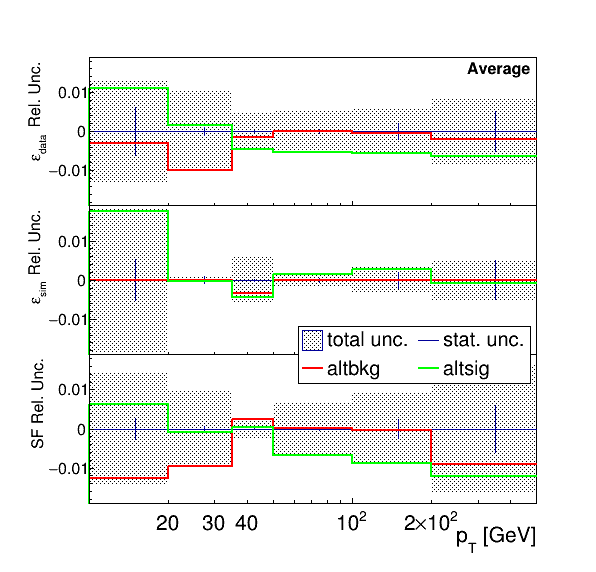 Average
ε_data Rel. Unc.
0.01
0
−0.01
ε_sim Rel. Unc.
0.01
0
−0.01
total unc. stat. unc.
altbkg altsig
SF Rel. Unc.
0.01
0
−0.01
20 30 40 10² 2×10²
p_T [GeV]